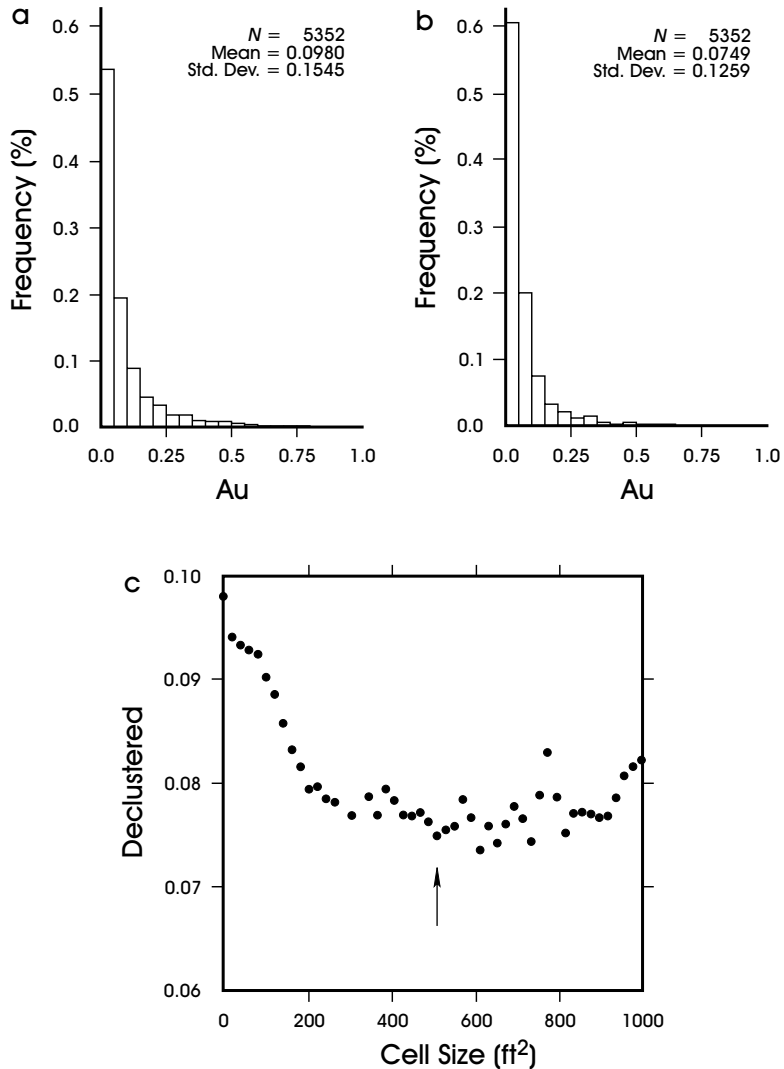 a
N = 5352
Mean = 0.0980
Std. Dev. = 0.1545
0.6
0.5
0.4
0.3
0.2
0.1
0.0
Frequency (%)
0.0 0.25 0.5 0.75 1.0
Au
b
N = 5352
Mean = 0.0749
Std. Dev. = 0.1259
0.6
0.5
0.4
0.3
0.2
0.1
0.0
Frequency (%)
0.0 0.25 0.5 0.75 1.0
Au
c
0.10
0.09
0.08
0.07
0.06
Declustered
0 200 400 600 800 1000
Cell Size (ft²)